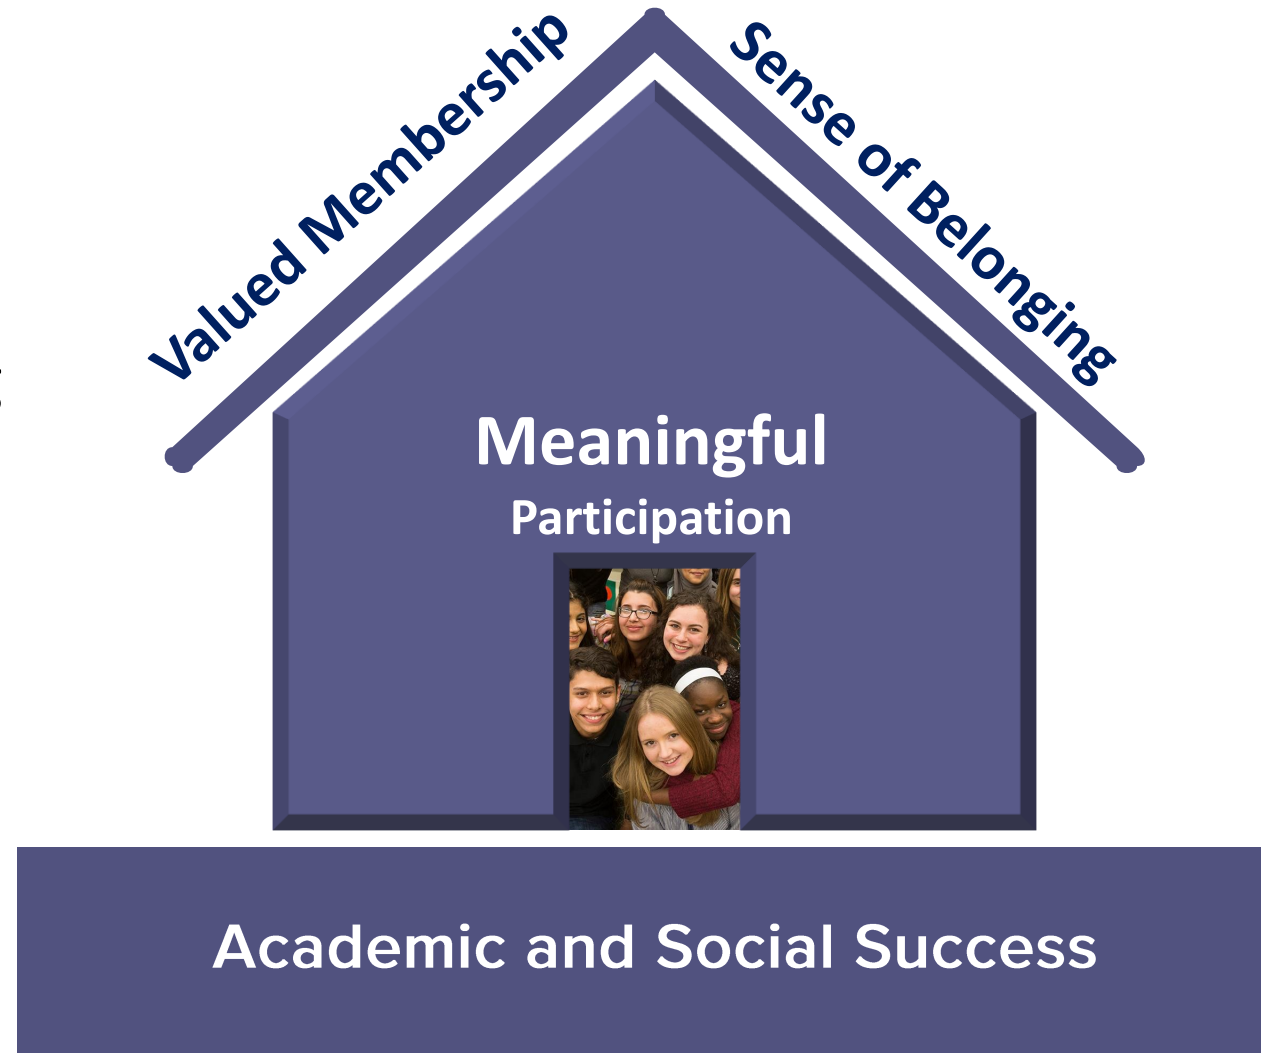 Valued Membership
Sense of Belonging
Meaningful
Participation
Academic and Social Success